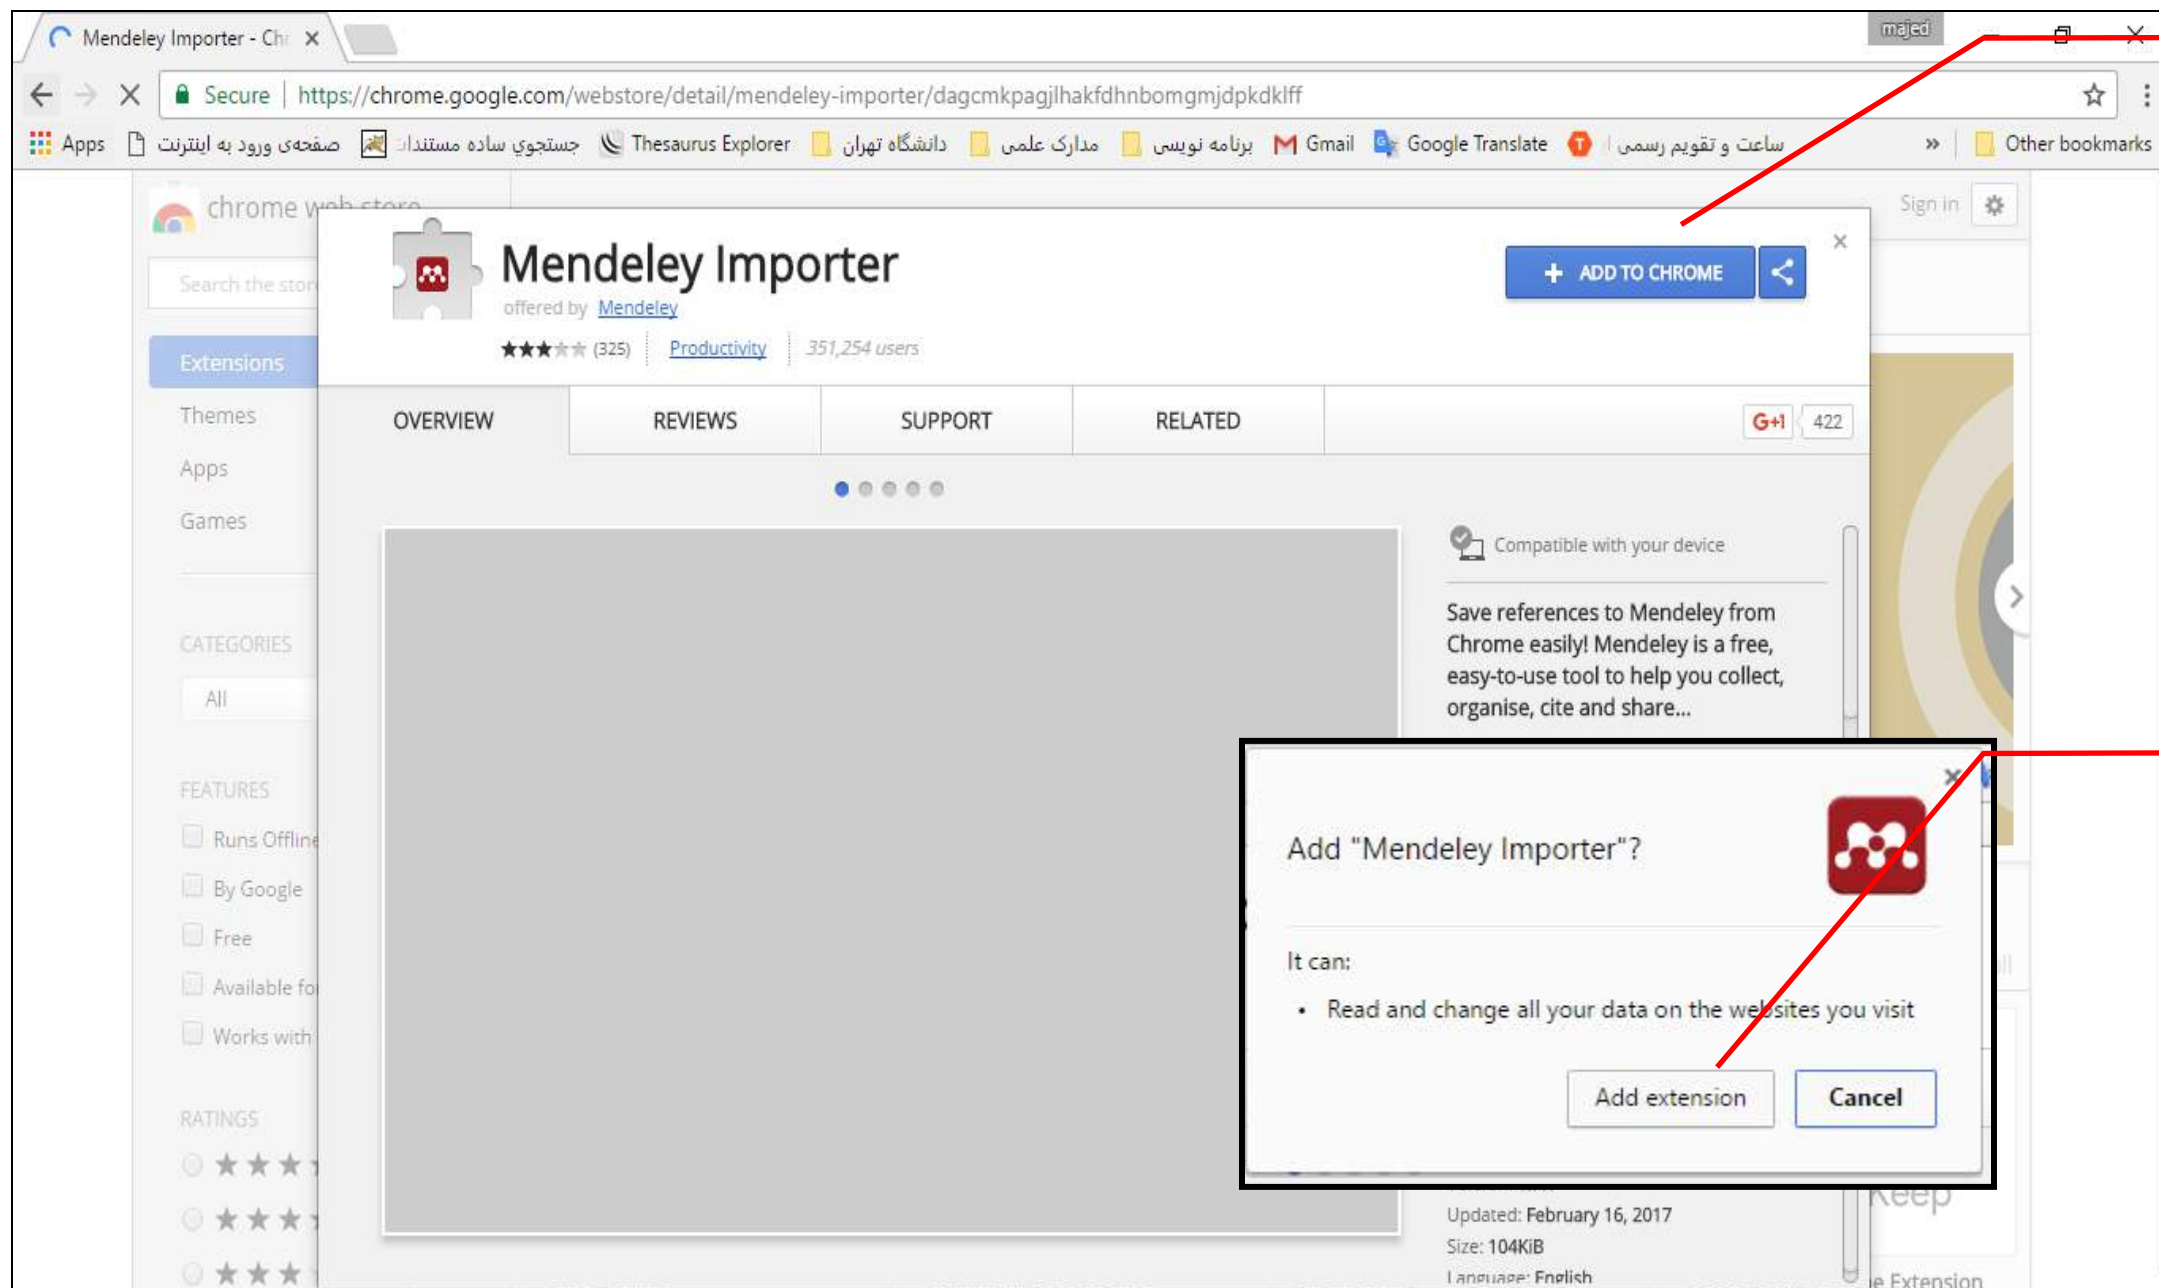 Mendeley Importer - Ch
majed
Secure | https://chrome.google.com/webstore/detail/mendeley-importer/dagcmkpagjlhakfdhnbomgmjdpkdklff
Apps صفحه‌ی ورود به اینترنت جستجوي ساده مستندات Thesaurus Explorer دانشگاه تهران مدارک علمی برنامه نویسی Gmail Google Translate ساعت و تقویم رسمی » Other bookmarks
chrome web store
Sign in
Search the store
Mendeley Importer
+ ADD TO CHROME
offered by Mendeley
(325) Productivity 351,254 users
Extensions
Themes
Apps
Games
OVERVIEW REVIEWS SUPPORT RELATED G+1 422
Compatible with your device
Save references to Mendeley from
Chrome easily! Mendeley is a free,
easy-to-use tool to help you collect,
organise, cite and share...
CATEGORIES
All
FEATURES
Runs Offline
By Google
Free
Available for
Works with
RATINGS
Add "Mendeley Importer"?
It can:
• Read and change all your data on the websites you visit
Add extension Cancel
Keep
Updated: February 16, 2017
Size: 104KiB
Language: English
Extension